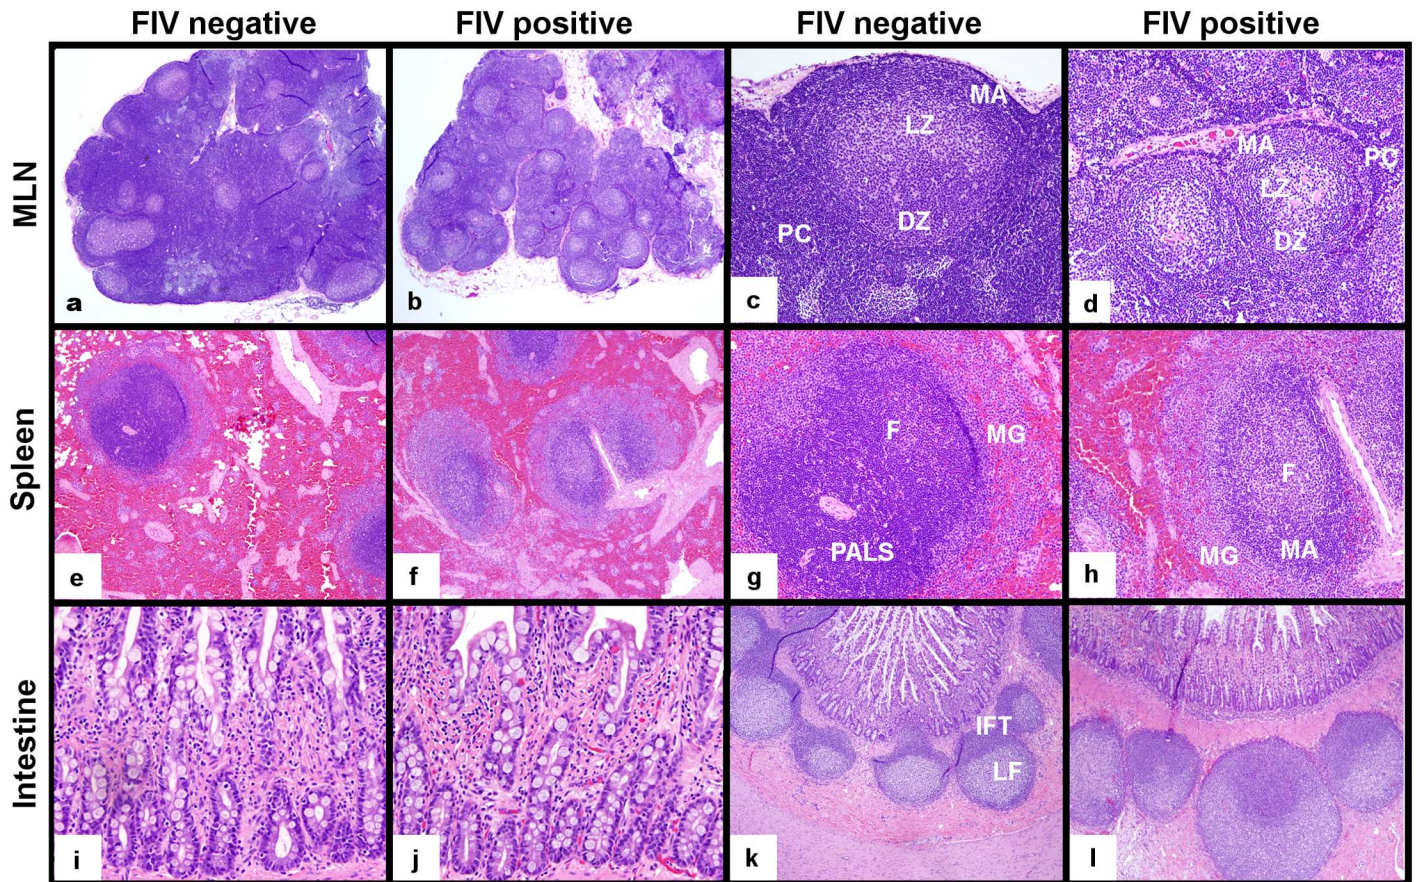 FIV negative FIV positive FIV negative FIV positive
MLN
a
b
MA
LZ
DZ
PC
c
MA
PC
LZ
DZ
d
Spleen
e
f
F
MG
PALS
g
F
MG
MA
h
Intestine
i
j
IFT
LF
k
l